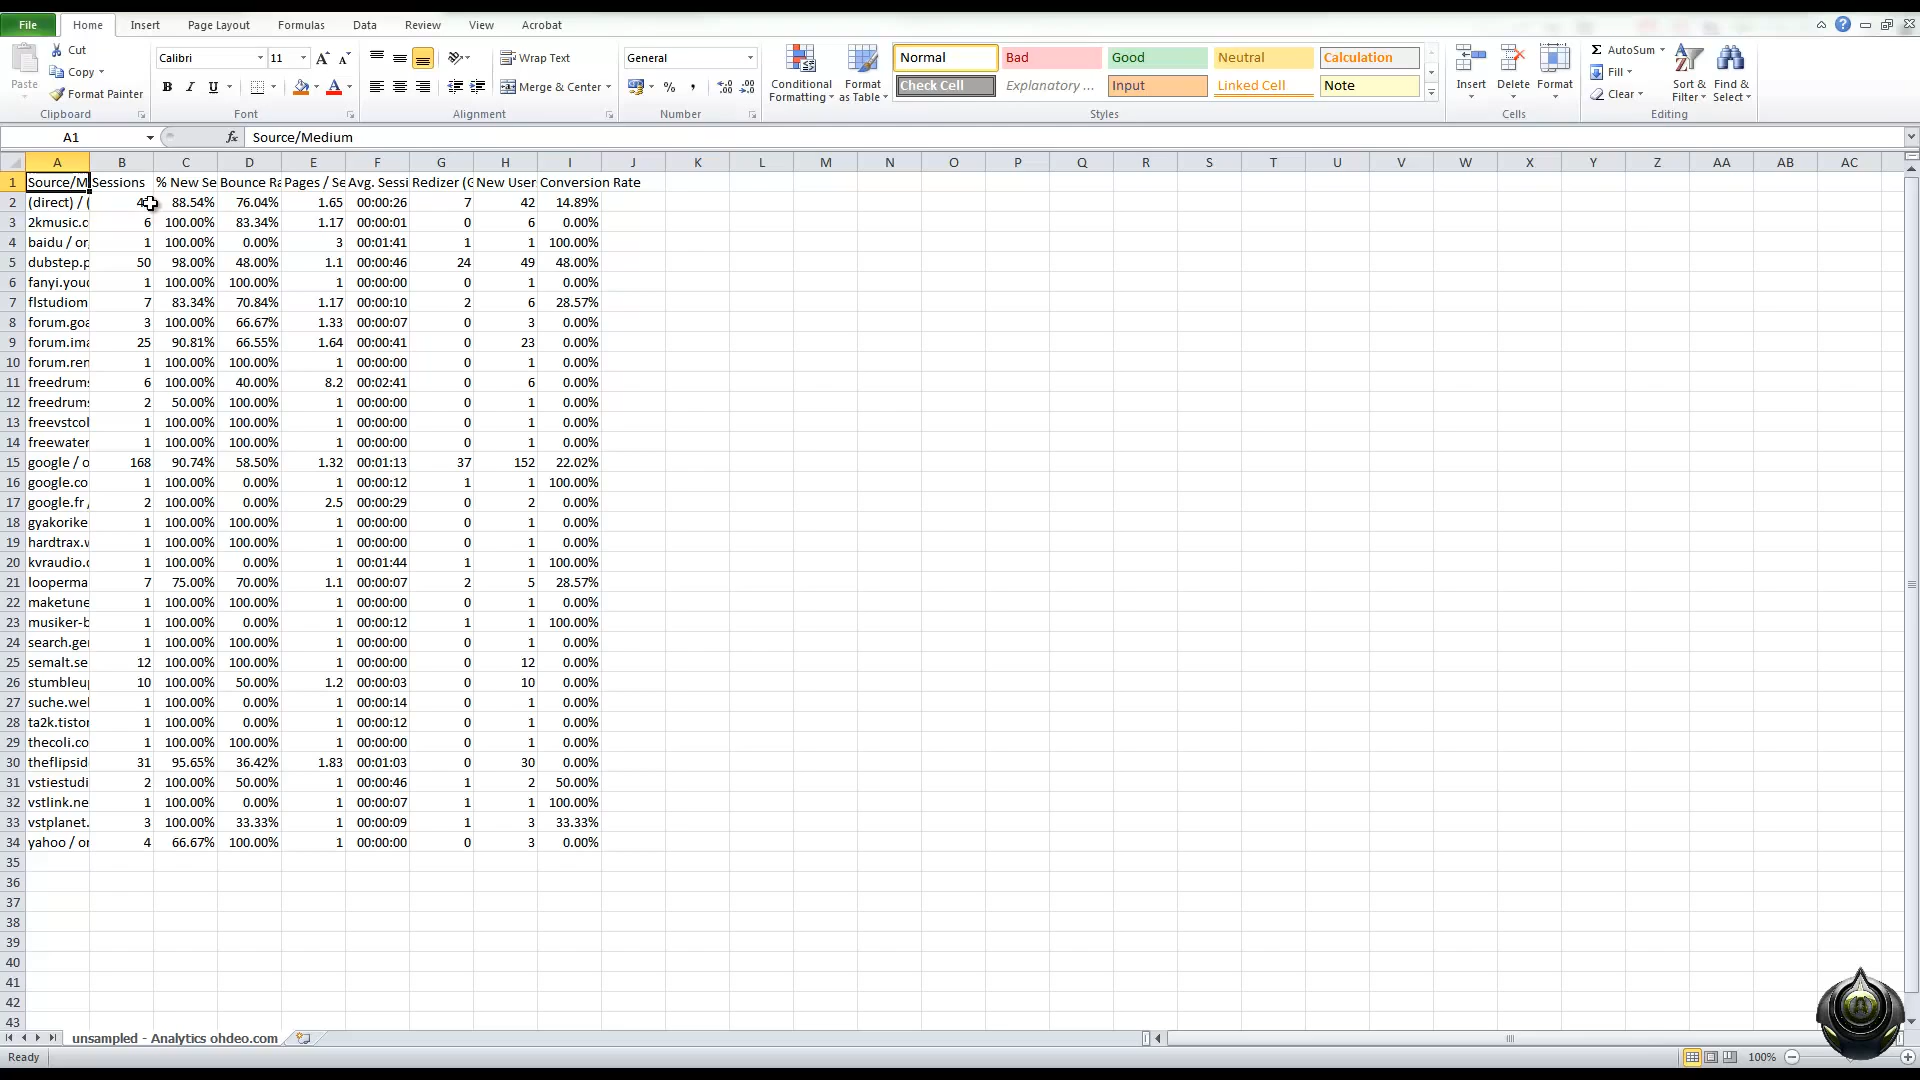 File Home Insert Page Layout Formulas Data Review View Acrobat
Cut Calibri 11 Wrap Text General Normal Bad Good Neutral Calculation AutoSum
Paste Copy Conditional Formatting Format as Table Insert Delete Format Fill Sort & Filter Find & Select
Format Painter B I U Merge & Center % , Check Cell Explanatory ... Input Linked Cell Note Clear
Clipboard Font Alignment Number Styles Cells Editing
A1 fx Source/Medium
A B C D E F G H I J K L M N O P Q R S T U V W X Y Z AA AB AC
1 Source/M Sessions % New Se Bounce Ra Pages / Se Avg. Sessi Redizer (G New User Conversion Rate
2 (direct) / ( 88.54% 76.04% 1.65 00:00:26 7 42 14.89%
3 2kmusic.c 6 100.00% 83.34% 1.17 00:00:01 0 6 0.00%
4 baidu / or 1 100.00% 0.00% 3 00:01:41 1 1 100.00%
5 dubstep.p 50 98.00% 48.00% 1.1 00:00:46 24 49 48.00%
6 fanyi.youd 1 100.00% 100.00% 1 00:00:00 0 1 0.00%
7 flstudiom 7 83.34% 70.84% 1.17 00:00:10 2 6 28.57%
8 forum.goa 3 100.00% 66.67% 1.33 00:00:07 0 3 0.00%
9 forum.ima 25 90.81% 66.55% 1.64 00:00:41 0 23 0.00%
10 forum.ren 1 100.00% 100.00% 1 00:00:00 0 1 0.00%
11 freedrums 6 100.00% 40.00% 8.2 00:02:41 0 6 0.00%
12 freedrums 2 50.00% 100.00% 1 00:00:00 0 1 0.00%
13 freevstcol 1 100.00% 100.00% 1 00:00:00 0 1 0.00%
14 freewater 1 100.00% 100.00% 1 00:00:00 0 1 0.00%
15 google / o 168 90.74% 58.50% 1.32 00:01:13 37 152 22.02%
16 google.co 1 100.00% 0.00% 1 00:00:12 1 1 100.00%
17 google.fr / 2 100.00% 0.00% 2.5 00:00:29 0 2 0.00%
18 gyakorike 1 100.00% 100.00% 1 00:00:00 0 1 0.00%
19 hardtrax.w 1 100.00% 100.00% 1 00:00:00 0 1 0.00%
20 kvraudio.c 1 100.00% 0.00% 1 00:01:44 1 1 100.00%
21 looperma 7 75.00% 70.00% 1.1 00:00:07 2 5 28.57%
22 maketune 1 100.00% 100.00% 1 00:00:00 0 1 0.00%
23 musiker-b 1 100.00% 0.00% 1 00:00:12 1 1 100.00%
24 search.ge 1 100.00% 100.00% 1 00:00:00 0 1 0.00%
25 semalt.se 12 100.00% 100.00% 1 00:00:00 0 12 0.00%
26 stumbleup 10 100.00% 50.00% 1.2 00:00:03 0 10 0.00%
27 suche.wel 1 100.00% 0.00% 1 00:00:14 0 1 0.00%
28 ta2k.tistor 1 100.00% 0.00% 1 00:00:12 0 1 0.00%
29 thecoli.co 1 100.00% 100.00% 1 00:00:00 0 1 0.00%
30 theflipsid 31 95.65% 36.42% 1.83 00:01:03 0 30 0.00%
31 vstiestudi 2 100.00% 50.00% 1 00:00:46 1 2 50.00%
32 vstlink.ne 1 100.00% 0.00% 1 00:00:07 1 1 100.00%
33 vstplanet. 3 100.00% 33.33% 1 00:00:09 1 3 33.33%
34 yahoo / or 4 66.67% 100.00% 1 00:00:00 0 3 0.00%
35
36
37
38
39
40
41
42
43
unsampled - Analytics ohdeo.com
Ready 100%